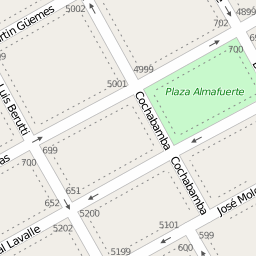 rtín Güemes
5002
702
4899
700
5001
4999
Plaza Almafuerte
Cochabamba
Luis Berutti
as
699
700
Cochabamba
651
652
5200
5202
al Lavalle
José Mol
5101
599
600
5199